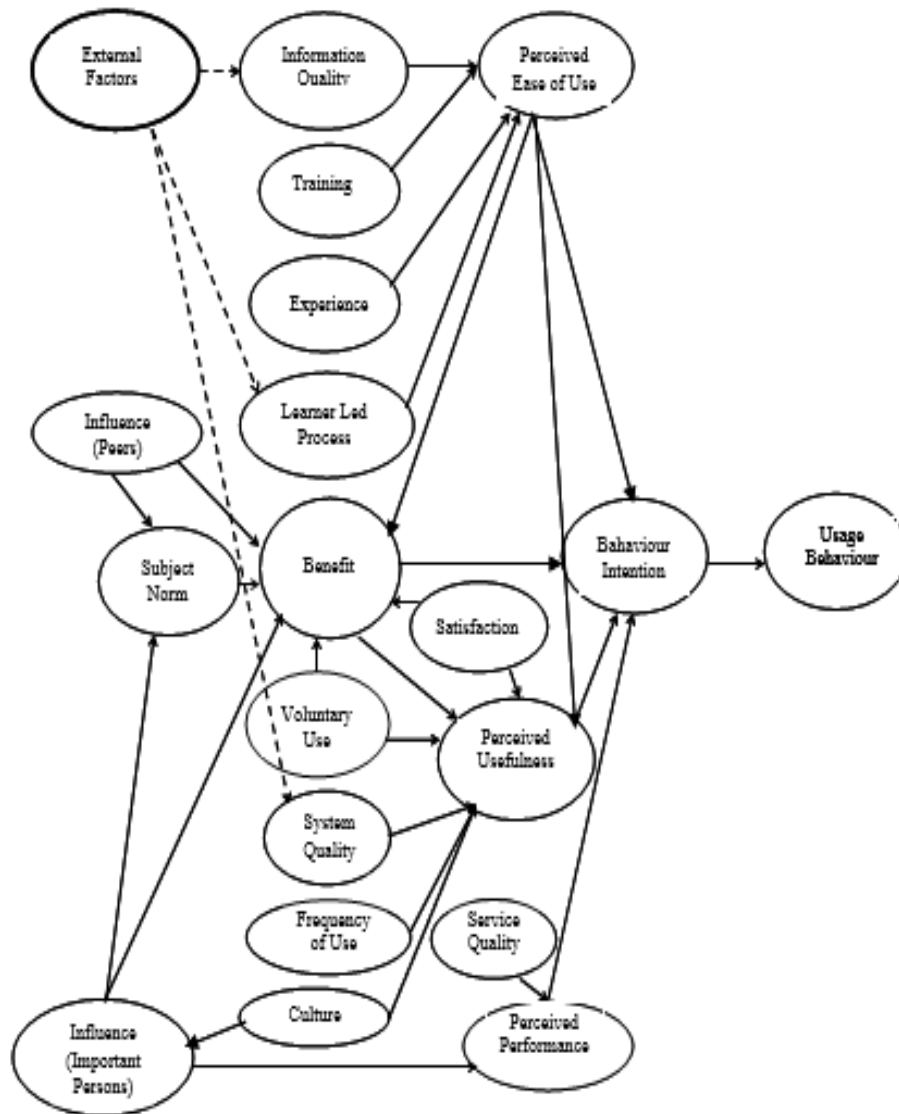 External
Factors
Information
Quality
Perceived
Ease of Use
Training
Experience
Influence
(Peers)
Learner Led
Process
Subject
Norm
Benefit
Bahaviour
Intention
Usage
Behaviour
Satisfaction
Voluntary
Use
Perceived
Usefulness
System
Quality
Frequency
of Use
Service
Quality
Culture
Influence
(Important
Persons)
Perceived
Performance